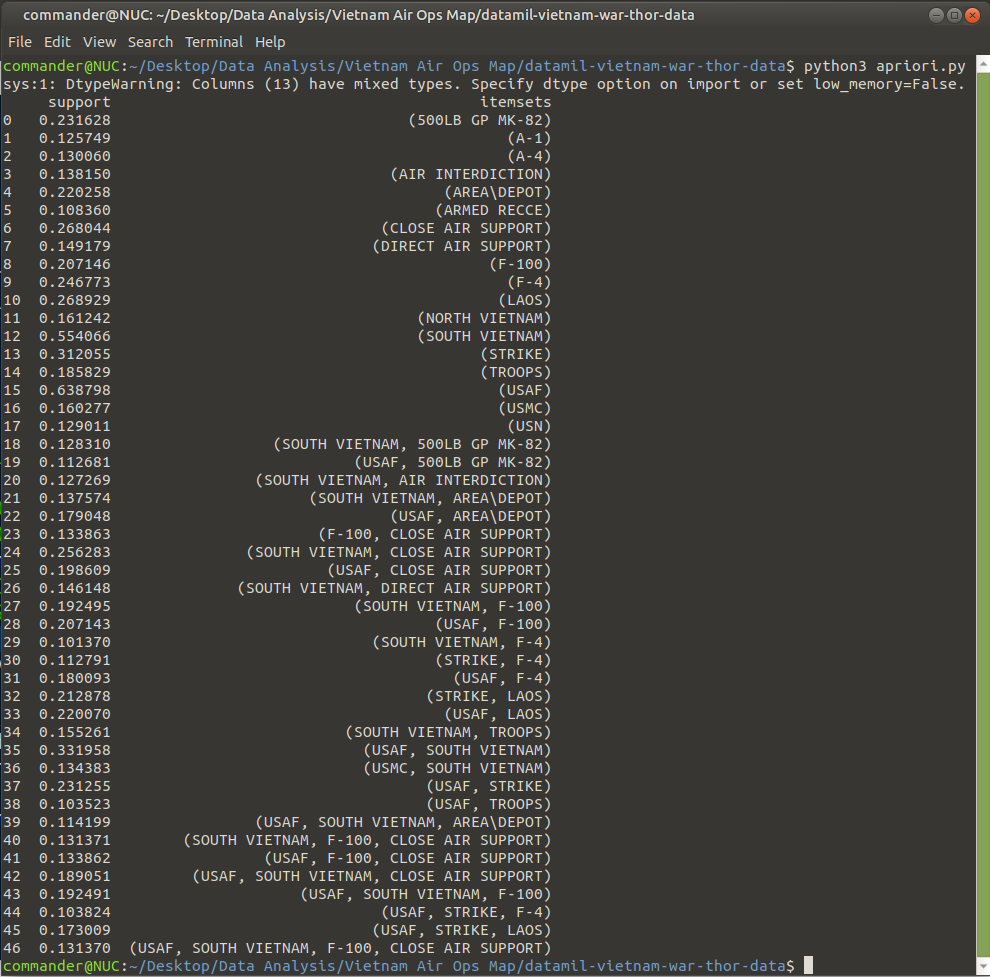 commander@NUC: ~/Desktop/Data Analysis/Vietnam Air Ops Map/datamil-vietnam-war-thor-data
File Edit View Search Terminal Help
commander@NUC:~/Desktop/Data Analysis/Vietnam Air Ops Map/datamil-vietnam-war-thor-data$ python3 apriori.py
sys:1: DtypeWarning: Columns (13) have mixed types. Specify dtype option on import or set low_memory=False.
support itemsets
0 0.231628 (500LB GP MK-82)
1 0.125749 (A-1)
2 0.130060 (A-4)
3 0.138150 (AIR INTERDICTION)
4 0.220258 (AREA\DEPOT)
5 0.108360 (ARMED RECCE)
6 0.268044 (CLOSE AIR SUPPORT)
7 0.149179 (DIRECT AIR SUPPORT)
8 0.207146 (F-100)
9 0.246773 (F-4)
10 0.268929 (LAOS)
11 0.161242 (NORTH VIETNAM)
12 0.554066 (SOUTH VIETNAM)
13 0.312055 (STRIKE)
14 0.185829 (TROOPS)
15 0.638798 (USAF)
16 0.160277 (USMC)
17 0.129011 (USN)
18 0.128310 (SOUTH VIETNAM, 500LB GP MK-82)
19 0.112681 (USAF, 500LB GP MK-82)
20 0.127269 (SOUTH VIETNAM, AIR INTERDICTION)
21 0.137574 (SOUTH VIETNAM, AREA\DEPOT)
22 0.179048 (USAF, AREA\DEPOT)
23 0.133863 (F-100, CLOSE AIR SUPPORT)
24 0.256283 (SOUTH VIETNAM, CLOSE AIR SUPPORT)
25 0.198609 (USAF, CLOSE AIR SUPPORT)
26 0.146148 (SOUTH VIETNAM, DIRECT AIR SUPPORT)
27 0.192495 (SOUTH VIETNAM, F-100)
28 0.207143 (USAF, F-100)
29 0.101370 (SOUTH VIETNAM, F-4)
30 0.112791 (STRIKE, F-4)
31 0.180093 (USAF, F-4)
32 0.212878 (STRIKE, LAOS)
33 0.220070 (USAF, LAOS)
34 0.155261 (SOUTH VIETNAM, TROOPS)
35 0.331958 (USAF, SOUTH VIETNAM)
36 0.134383 (USMC, SOUTH VIETNAM)
37 0.231255 (USAF, STRIKE)
38 0.103523 (USAF, TROOPS)
39 0.114199 (USAF, SOUTH VIETNAM, AREA\DEPOT)
40 0.131371 (SOUTH VIETNAM, F-100, CLOSE AIR SUPPORT)
41 0.133862 (USAF, F-100, CLOSE AIR SUPPORT)
42 0.189051 (USAF, SOUTH VIETNAM, CLOSE AIR SUPPORT)
43 0.192491 (USAF, SOUTH VIETNAM, F-100)
44 0.103824 (USAF, STRIKE, F-4)
45 0.173009 (USAF, STRIKE, LAOS)
46 0.131370 (USAF, SOUTH VIETNAM, F-100, CLOSE AIR SUPPORT)
commander@NUC:~/Desktop/Data Analysis/Vietnam Air Ops Map/datamil-vietnam-war-thor-data$